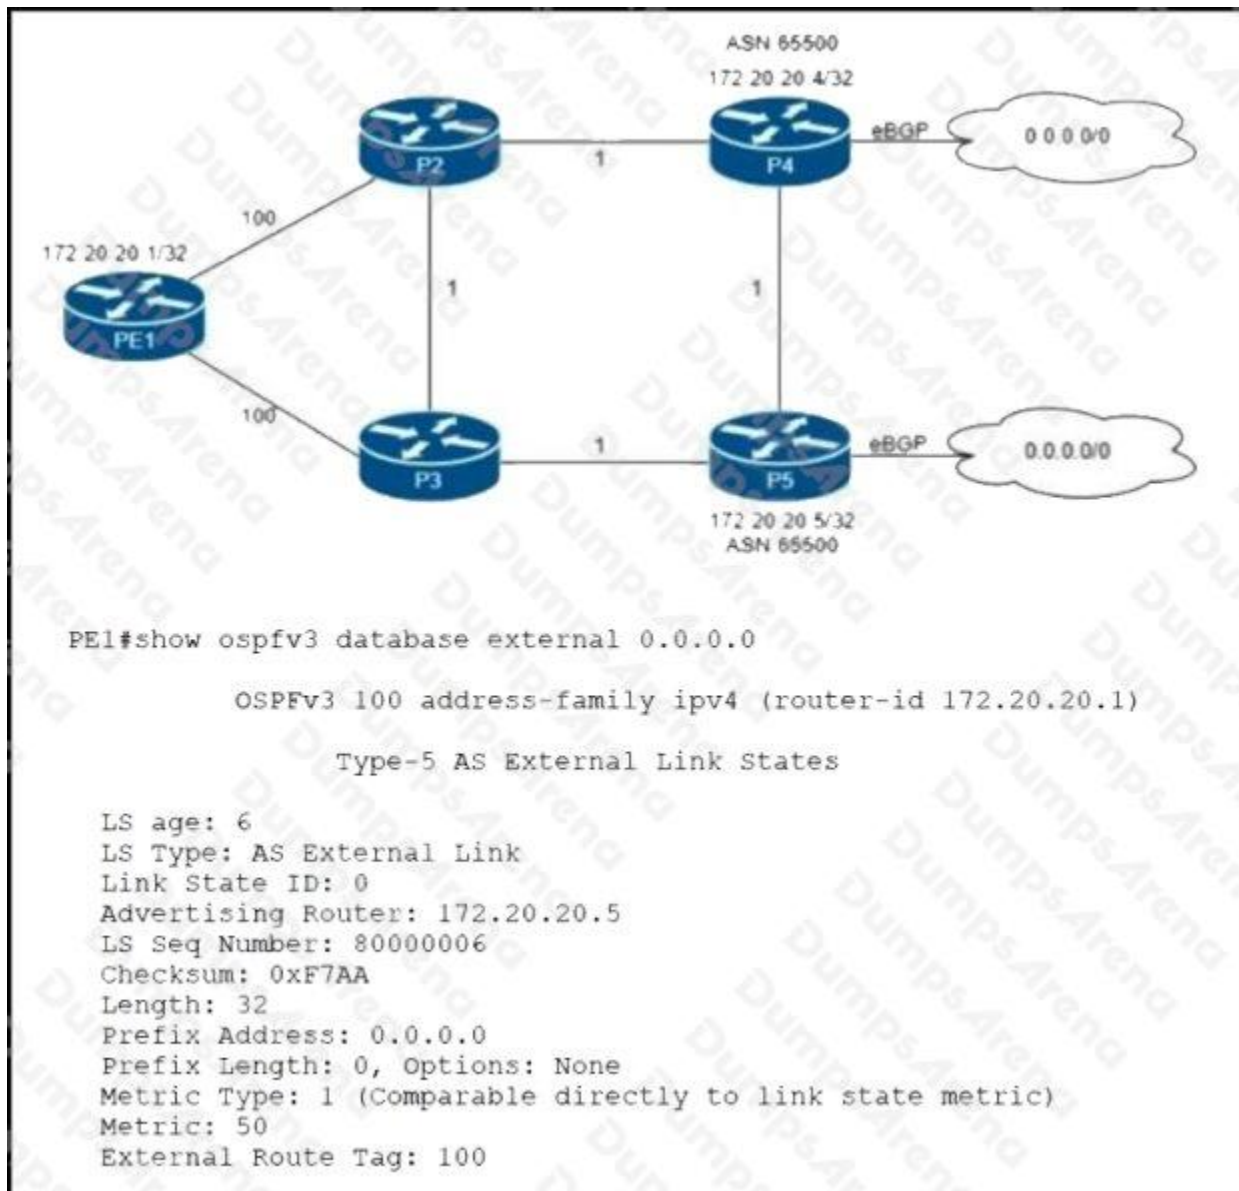 ASN 65500
172 20 20 4/32
P2
1
P4
eBGP
0 0 0 0/0
100
172 20 20 1/32
PE1
1
1
100
P3
1
P5
eBGP
0.0.0.0/0
172 20 20 5/32
ASN 65500
PE1#show ospfv3 database external 0.0.0.0
OSPFv3 100 address-family ipv4 (router-id 172.20.20.1)
Type-5 AS External Link States
LS age: 6
LS Type: AS External Link
Link State ID: 0
Advertising Router: 172.20.20.5
LS Seq Number: 80000006
Checksum: 0xF7AA
Length: 32
Prefix Address: 0.0.0.0
Prefix Length: 0, Options: None
Metric Type: 1 (Comparable directly to link state metric)
Metric: 50
External Route Tag: 100
DumpsArena